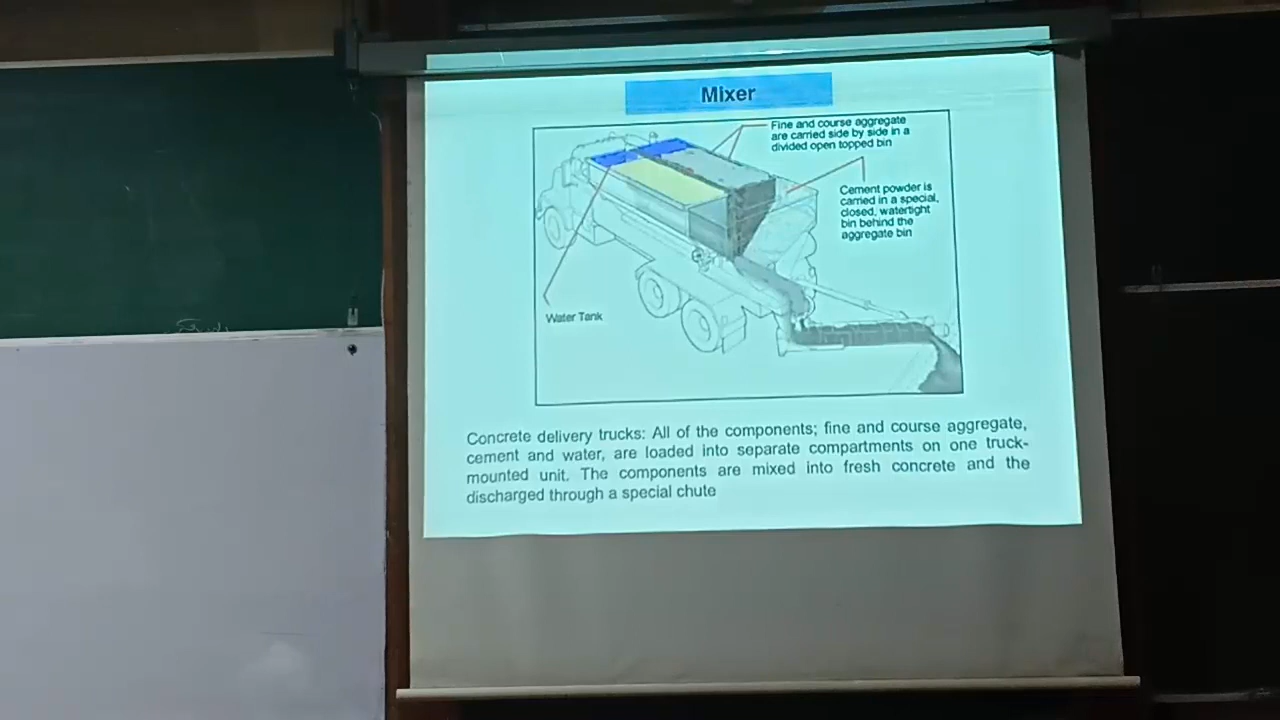 Mixer
Fine and course aggregate
are carried side by side in a
divided open topped bin
Cement powder is
carried in a special,
closed, watertight
bin behind the
aggregate bin
Water Tank
Concrete delivery trucks: All of the components; fine and course aggregate,
cement and water, are loaded into separate compartments on one truck-
mounted unit. The components are mixed into fresh concrete and the
discharged through a special chute